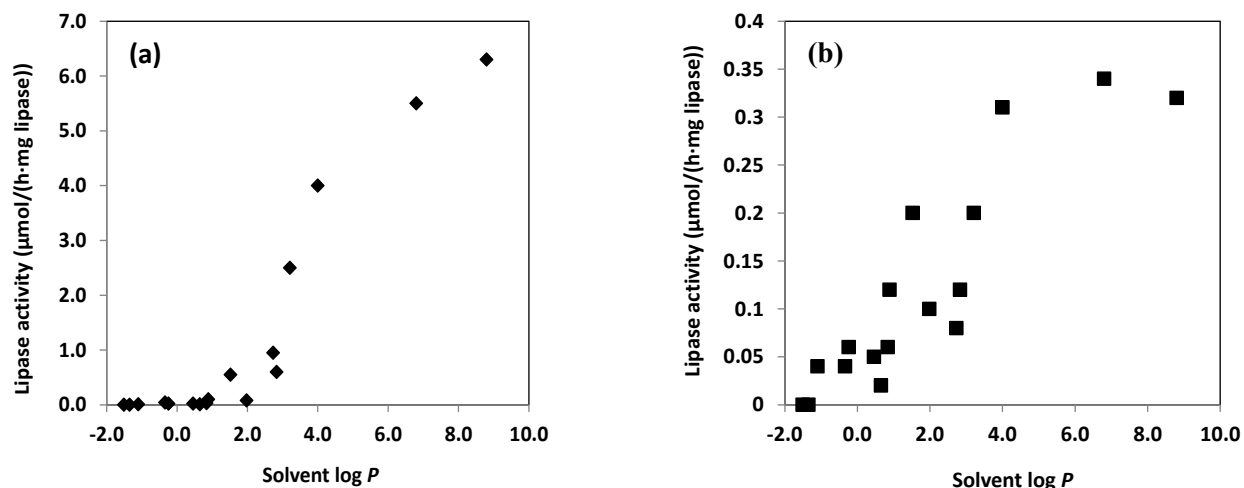 (a)
Lipase activity (µmol/(h·mg lipase))
7.0
6.0
5.0
4.0
3.0
2.0
1.0
0.0
-2.0 0.0 2.0 4.0 6.0 8.0 10.0
Solvent log P
(b)
Lipase activity (µmol/(h·mg lipase))
0.4
0.35
0.3
0.25
0.2
0.15
0.1
0.05
0
-2.0 0.0 2.0 4.0 6.0 8.0 10.0
Solvent log P